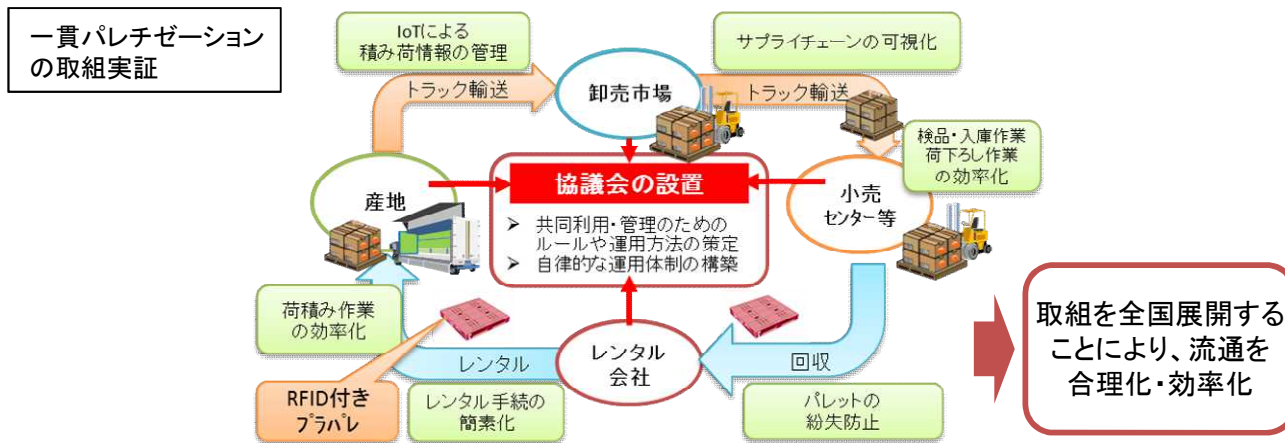 一貫パレチゼーション
の取組実証
IoTによる
積み荷情報の管理
サプライチェーンの可視化
トラック輸送
卸売市場
トラック輸送
検品・入庫作業
荷下ろし作業
の効率化
産地
協議会の設置
➢ 共同利用・管理のための
ルールや運用方法の策定
➢ 自律的な運用体制の構築
小売
センター等
荷積み作業
の効率化
レンタル
レンタル
会社
回収
RFID付き
プラパレ
レンタル手続の
簡素化
パレットの
紛失防止
取組を全国展開する
ことにより、流通を
合理化・効率化